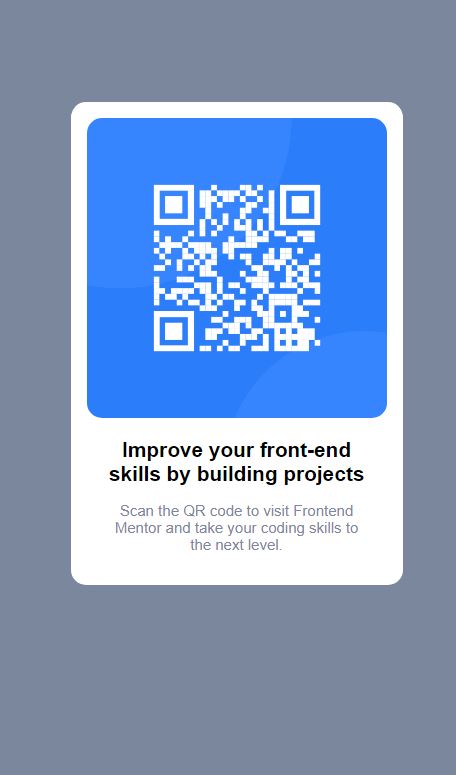 Improve your front-end
skills by building projects
Scan the QR code to visit Frontend
Mentor and take your coding skills to
the next level.